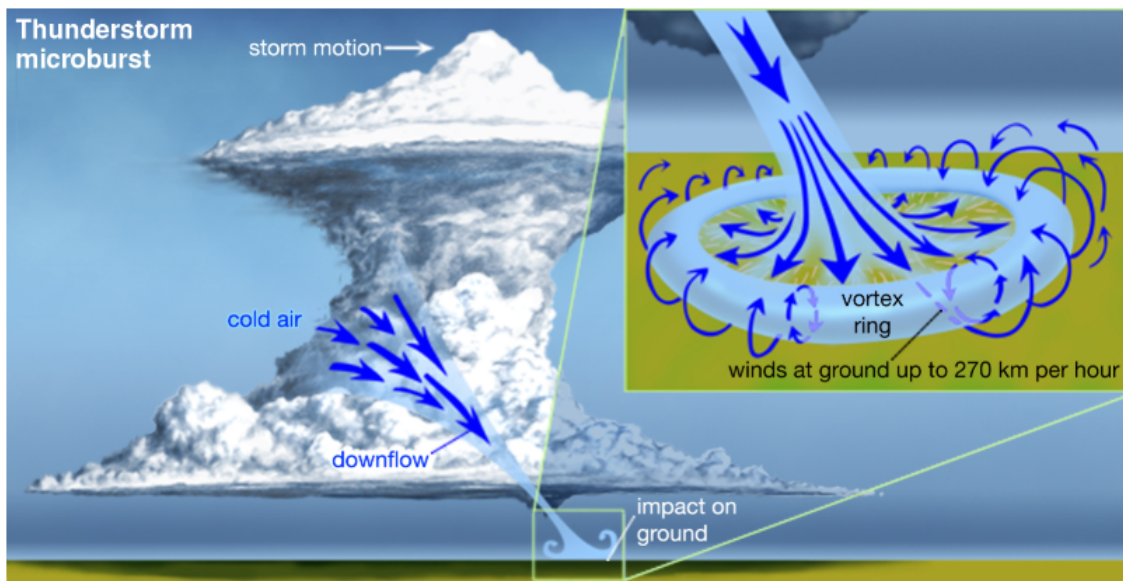 Thunderstorm
microburst
storm motion
cold air
downflow
impact on
ground
vortex
ring
winds at ground up to 270 km per hour